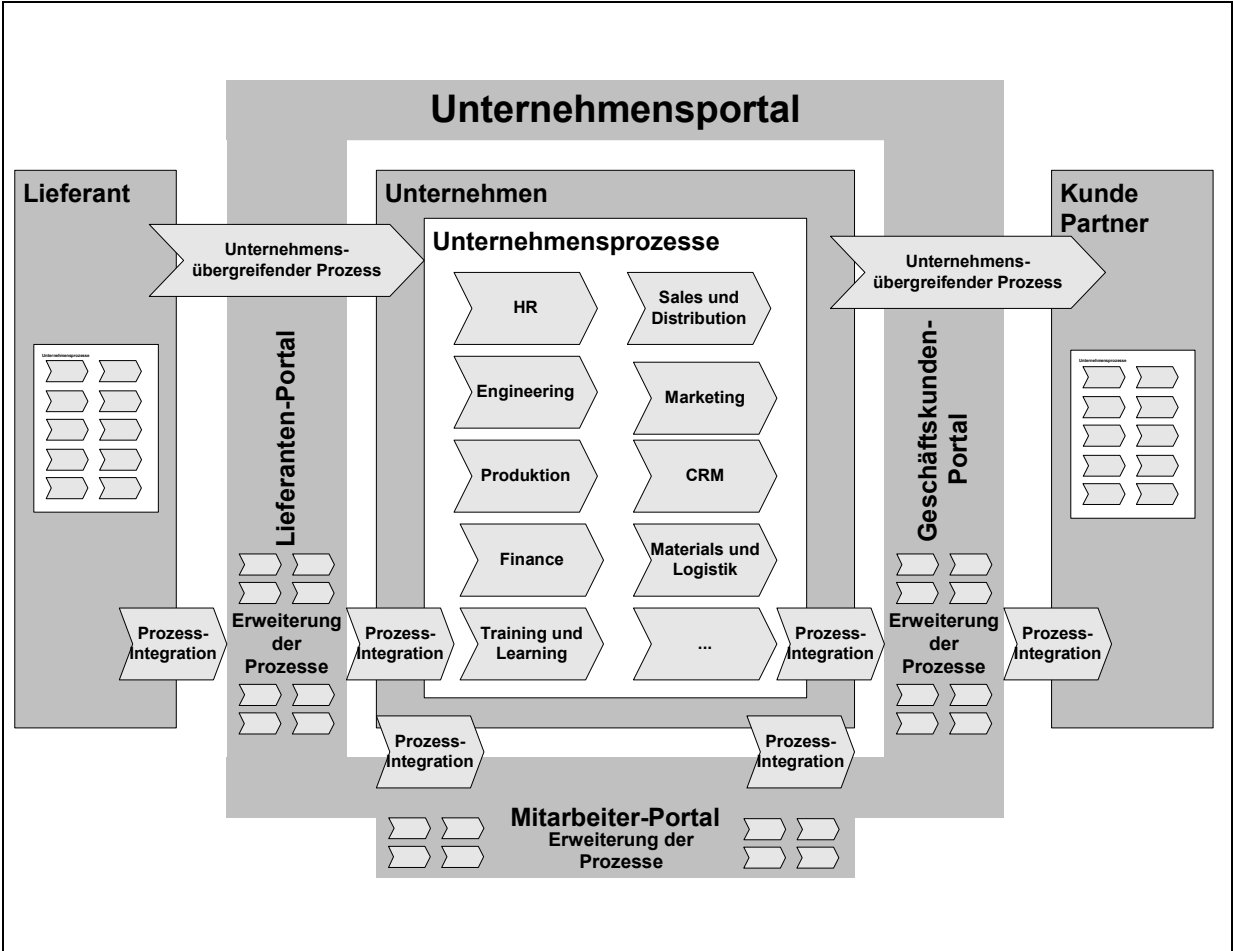 Unternehmensportal
Lieferant
Unternehmensprozesse
Unternehmens-
übergreifender Prozess
Lieferanten-Portal
Erweiterung
der
Prozesse
Prozess-
Integration
Prozess-
Integration
Unternehmen
Unternehmensprozesse
HR
Sales und
Distribution
Engineering
Marketing
Produktion
CRM
Finance
Materials und
Logistik
Training und
Learning
...
Prozess-
Integration
Prozess-
Integration
Mitarbeiter-Portal
Erweiterung der
Prozesse
Unternehmens-
übergreifender Prozess
Geschäftskunden-
Portal
Prozess-
Integration
Erweiterung
der
Prozesse
Prozess-
Integration
Kunde
Partner
Unternehmensprozesse